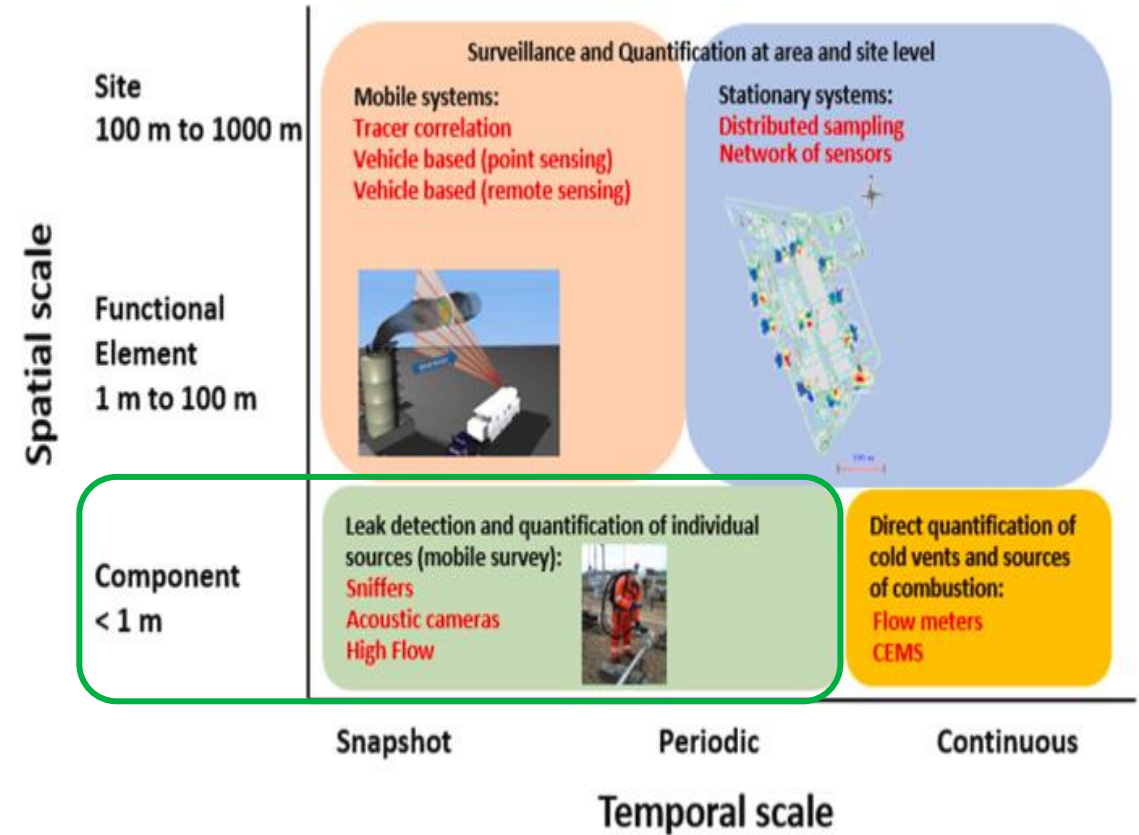 Surveillance and Quantification at area and site level
Site
100 m to 1000 m
Mobile systems:
Tracer correlation
Vehicle based (point sensing)
Vehicle based (remote sensing)
Stationary systems:
Distributed sampling
Network of sensors
Spatial scale
Functional
Element
1 m to 100 m
Component
< 1 m
Leak detection and quantification of individual
sources (mobile survey):
Sniffers
Acoustic cameras
High Flow
Direct quantification of
cold vents and sources
of combustion:
Flow meters
CEMS
Snapshot
Periodic
Continuous
Temporal scale